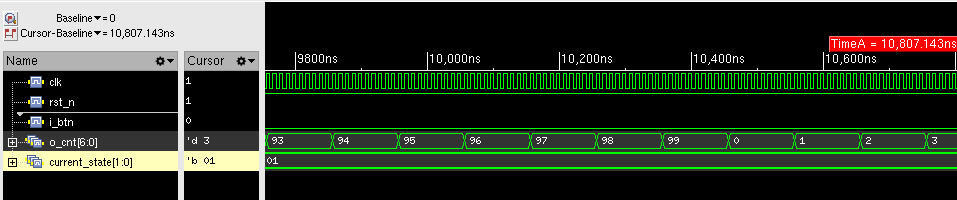 Baseline▼=0
Cursor-Baseline▼=10,807.143ns
TimeA = 10,807.143ns
Name Cursor 9800ns 10,000ns 10,200ns 10,400ns 10,600ns
clk 1
rst_n 1
i_btn 0
o_cnt[6:0] 'd 3 93 94 95 96 97 98 99 0 1 2 3
current_state[1:0] 'b 01 01